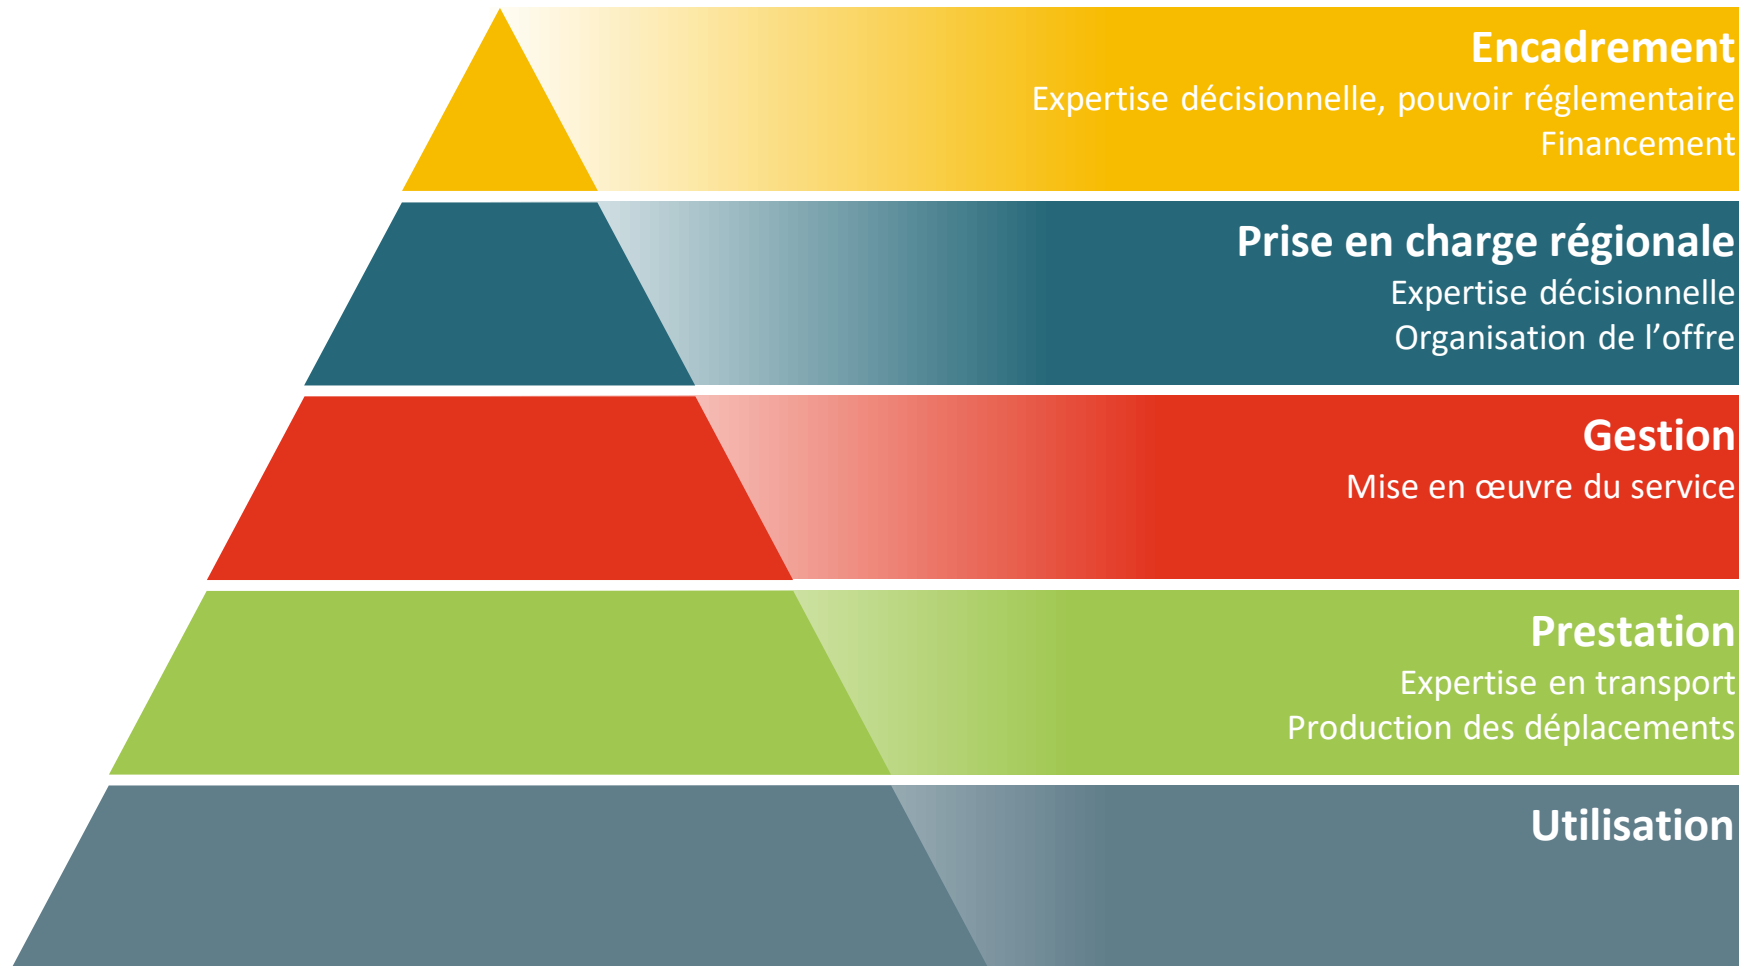 Encadrement
Expertise décisionnelle, pouvoir réglementaire
Financement
Prise en charge régionale
Expertise décisionnelle
Organisation de l’offre
Gestion
Mise en œuvre du service
Prestation
Expertise en transport
Production des déplacements
Utilisation